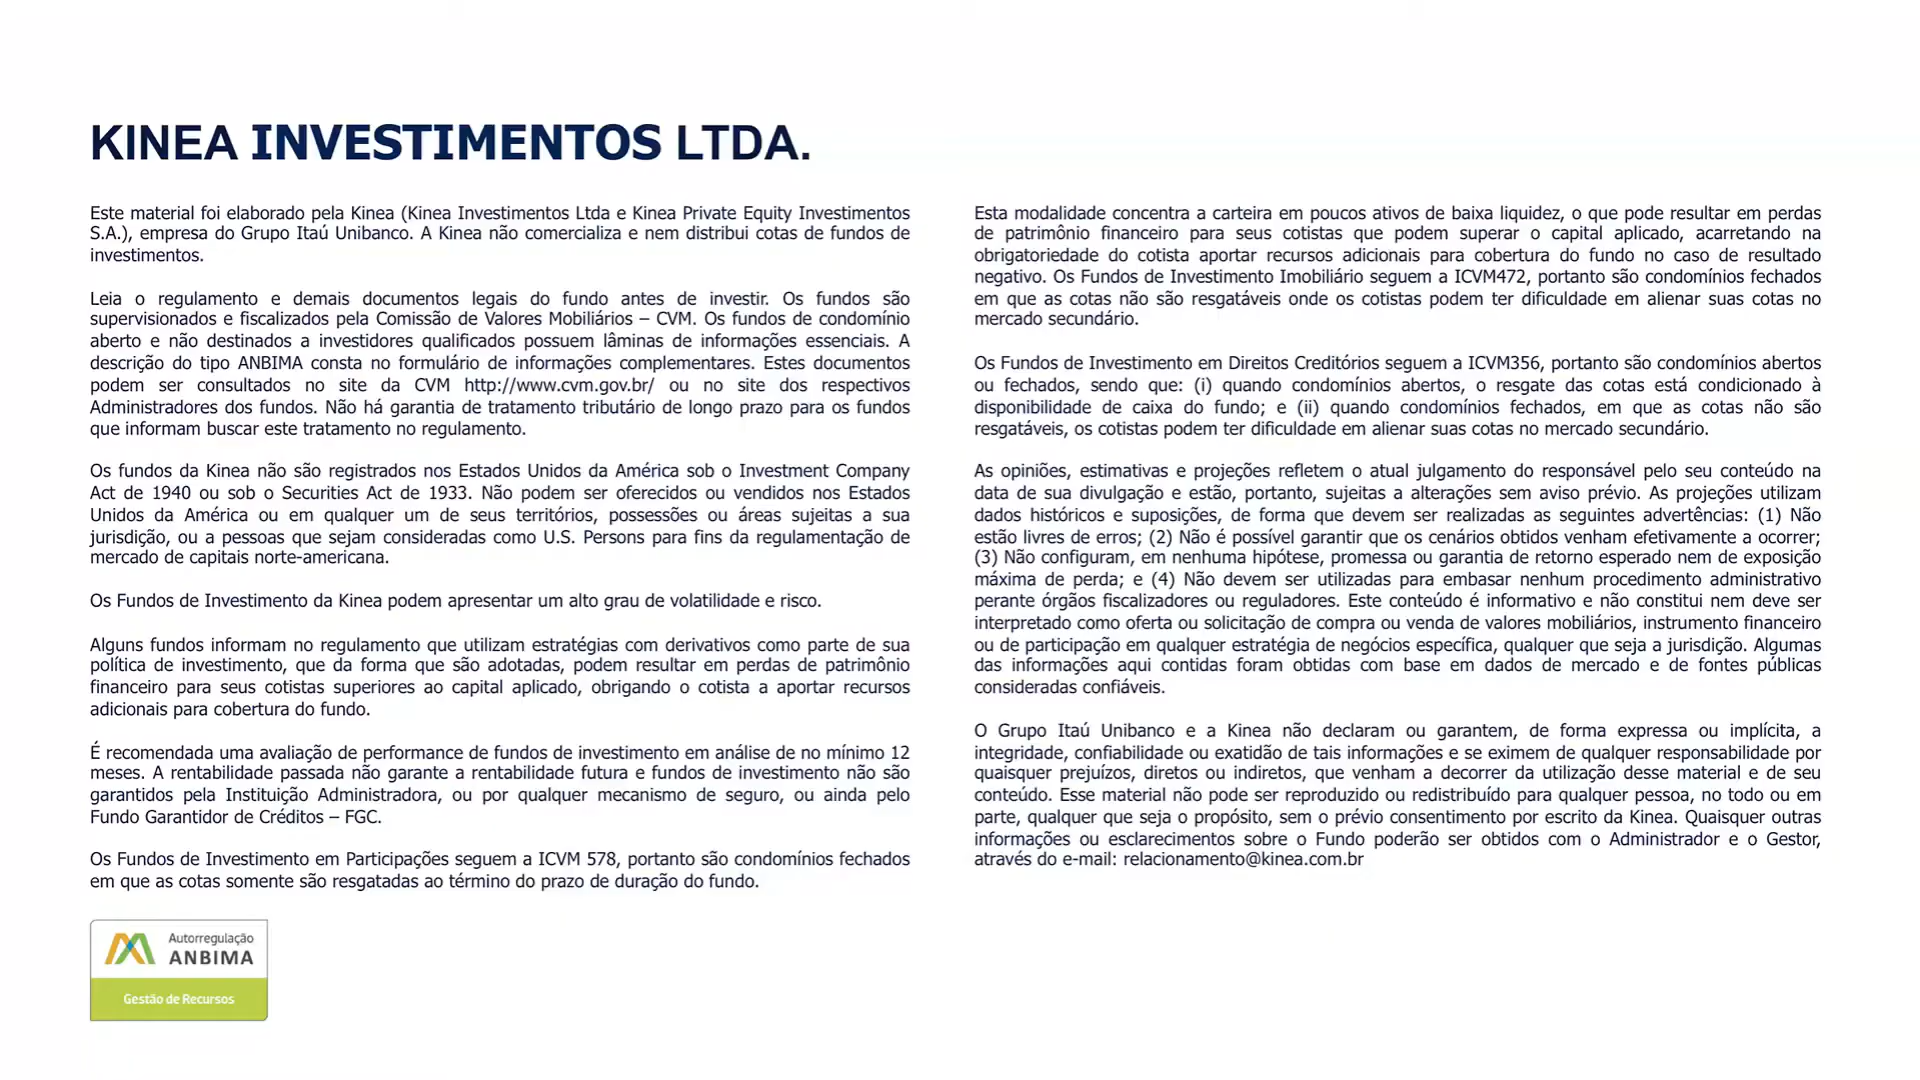 KINEA INVESTIMENTOS LTDA.
Este material foi elaborado pela Kinea (Kinea Investimentos Ltda e Kinea Private Equity Investimentos
S.A.), empresa do Grupo Itaú Unibanco. A Kinea não comercializa e nem distribui cotas de fundos de
investimentos.
Leia o regulamento e demais documentos legais do fundo antes de investir. Os fundos são
supervisionados e fiscalizados pela Comissão de Valores Mobiliários – CVM. Os fundos de condomínio
aberto e não destinados a investidores qualificados possuem lâminas de informações essenciais. A
descrição do tipo ANBIMA consta no formulário de informações complementares. Estes documentos
podem ser consultados no site da CVM http://www.cvm.gov.br/ ou no site dos respectivos
Administradores dos fundos. Não há garantia de tratamento tributário de longo prazo para os fundos
que informam buscar este tratamento no regulamento.
Os fundos da Kinea não são registrados nos Estados Unidos da América sob o Investment Company
Act de 1940 ou sob o Securities Act de 1933. Não podem ser oferecidos ou vendidos nos Estados
Unidos da América ou em qualquer um de seus territórios, possessões ou áreas sujeitas a sua
jurisdição, ou a pessoas que sejam consideradas como U.S. Persons para fins da regulamentação de
mercado de capitais norte-americana.
Os Fundos de Investimento da Kinea podem apresentar um alto grau de volatilidade e risco.
Alguns fundos informam no regulamento que utilizam estratégias com derivativos como parte de sua
política de investimento, que da forma que são adotadas, podem resultar em perdas de patrimônio
financeiro para seus cotistas superiores ao capital aplicado, obrigando o cotista a aportar recursos
adicionais para cobertura do fundo.
É recomendada uma avaliação de performance de fundos de investimento em análise de no mínimo 12
meses. A rentabilidade passada não garante a rentabilidade futura e fundos de investimento não são
garantidos pela Instituição Administradora, ou por qualquer mecanismo de seguro, ou ainda pelo
Fundo Garantidor de Créditos – FGC.
Os Fundos de Investimento em Participações seguem a ICVM 578, portanto são condomínios fechados
em que as cotas somente são resgatadas ao término do prazo de duração do fundo.
Esta modalidade concentra a carteira em poucos ativos de baixa liquidez, o que pode resultar em perdas
de patrimônio financeiro para seus cotistas que podem superar o capital aplicado, acarretando na
obrigatoriedade do cotista aportar recursos adicionais para cobertura do fundo no caso de resultado
negativo. Os Fundos de Investimento Imobiliário seguem a ICVM472, portanto são condomínios fechados
em que as cotas não são resgatáveis onde os cotistas podem ter dificuldade em alienar suas cotas no
mercado secundário.
Os Fundos de Investimento em Direitos Creditórios seguem a ICVM356, portanto são condomínios abertos
ou fechados, sendo que: (i) quando condomínios abertos, o resgate das cotas está condicionado à
disponibilidade de caixa do fundo; e (ii) quando condomínios fechados, em que as cotas não são
resgatáveis, os cotistas podem ter dificuldade em alienar suas cotas no mercado secundário.
As opiniões, estimativas e projeções refletem o atual julgamento do responsável pelo seu conteúdo na
data de sua divulgação e estão, portanto, sujeitas a alterações sem aviso prévio. As projeções utilizam
dados históricos e suposições, de forma que devem ser realizadas as seguintes advertências: (1) Não
estão livres de erros; (2) Não é possível garantir que os cenários obtidos venham efetivamente a ocorrer;
(3) Não configuram, em nenhuma hipótese, promessa ou garantia de retorno esperado nem de exposição
máxima de perda; e (4) Não devem ser utilizadas para embasar nenhum procedimento administrativo
perante órgãos fiscalizadores ou reguladores. Este conteúdo é informativo e não constitui nem deve ser
interpretado como oferta ou solicitação de compra ou venda de valores mobiliários, instrumento financeiro
ou de participação em qualquer estratégia de negócios específica, qualquer que seja a jurisdição. Algumas
das informações aqui contidas foram obtidas com base em dados de mercado e de fontes públicas
consideradas confiáveis.
O Grupo Itaú Unibanco e a Kinea não declaram ou garantem, de forma expressa ou implícita, a
integridade, confiabilidade ou exatidão de tais informações e se eximem de qualquer responsabilidade por
quaisquer prejuízos, diretos ou indiretos, que venham a decorrer da utilização desse material e de seu
conteúdo. Esse material não pode ser reproduzido ou redistribuído para qualquer pessoa, no todo ou em
parte, qualquer que seja o propósito, sem o prévio consentimento por escrito da Kinea. Quaisquer outras
informações ou esclarecimentos sobre o Fundo poderão ser obtidos com o Administrador e o Gestor,
através do e-mail: relacionamento@kinea.com.br
Autorregulação
ANBIMA
Gestão de Recursos